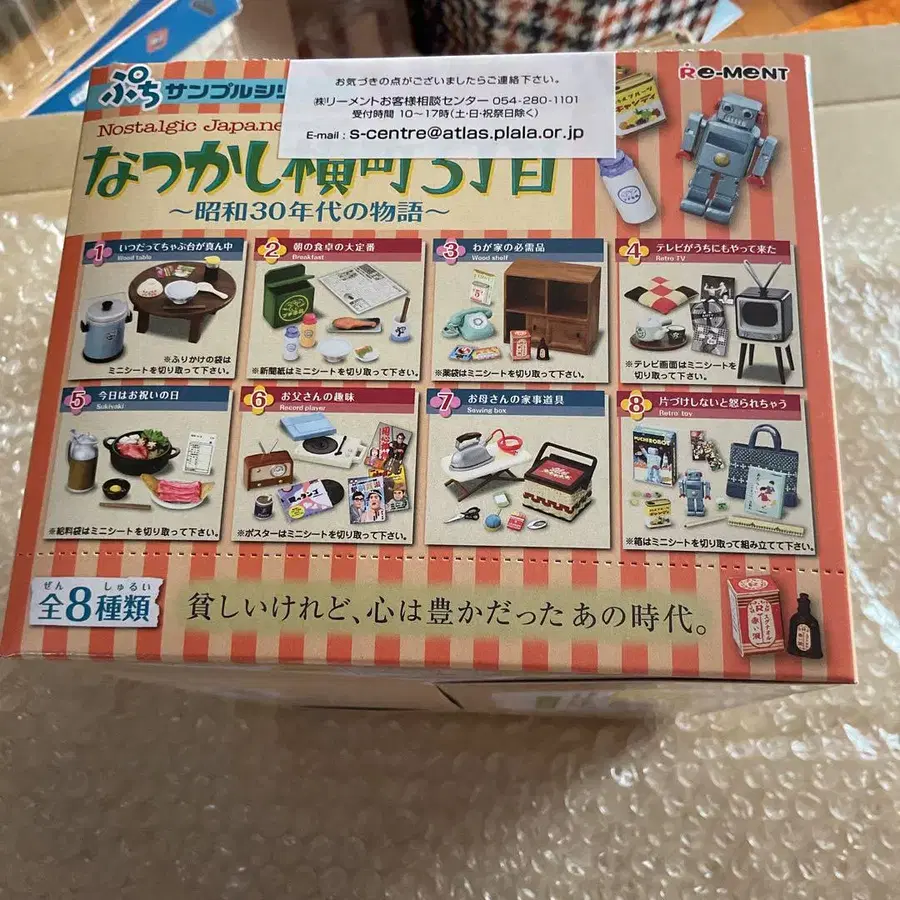 お気づきの点がございましたらご連絡下さい。
㈱リーメントお客様相談センター 054-280-1101
受付時間 10～17時(土・日・祝祭日除く)
E-mail : s-centre@atlas.plala.or.jp
Re-MENT
ぷちサンプルシリ
Nostalgic Japane
なつかし横町3丁目
～昭和30年代の物語～
1 いつだってちゃぶ台が真ん中
Wood table
※ふりかけの袋は
ミニシートを切り取って下さい。
2 朝の食卓の大定番
Breakfast
※新聞紙はミニシートを切り取って下さい。
3 わが家の必需品
Wood shelf
※薬袋はミニシートを切り取って下さい。
4 テレビがうちにもやって来た
Retro TV
※テレビ画面はミニシートを
切り取って下さい。
5 今日はお祝いの日
Sukiyaki
※給料袋はミニシートを切り取って下さい。
6 お父さんの趣味
Record player
※ポスターはミニシートを切り取って下さい。
7 お母さんの家事道具
Sewing box
8 片づけしないと怒られちゃう
Retro toy
※箱はミニシートを切り取って組み立てて下さい。
ぜん しゅるい
全8種類
貧しいけれど、心は豊かだった あの時代。